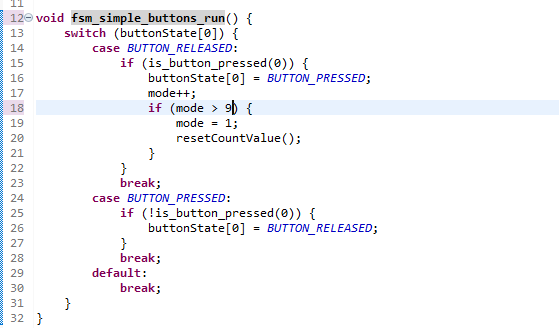 11
12 void fsm_simple_buttons_run() {
13     switch (buttonState[0]) {
14         case BUTTON_RELEASED:
15             if (is_button_pressed(0)) {
16                 buttonState[0] = BUTTON_PRESSED;
17                 mode++;
18                 if (mode > 9) {
19                     mode = 1;
20                     resetCountValue();
21                 }
22             }
23             break;
24         case BUTTON_PRESSED:
25             if (!is_button_pressed(0)) {
26                 buttonState[0] = BUTTON_RELEASED;
27             }
28             break;
29         default:
30             break;
31     }
32 }